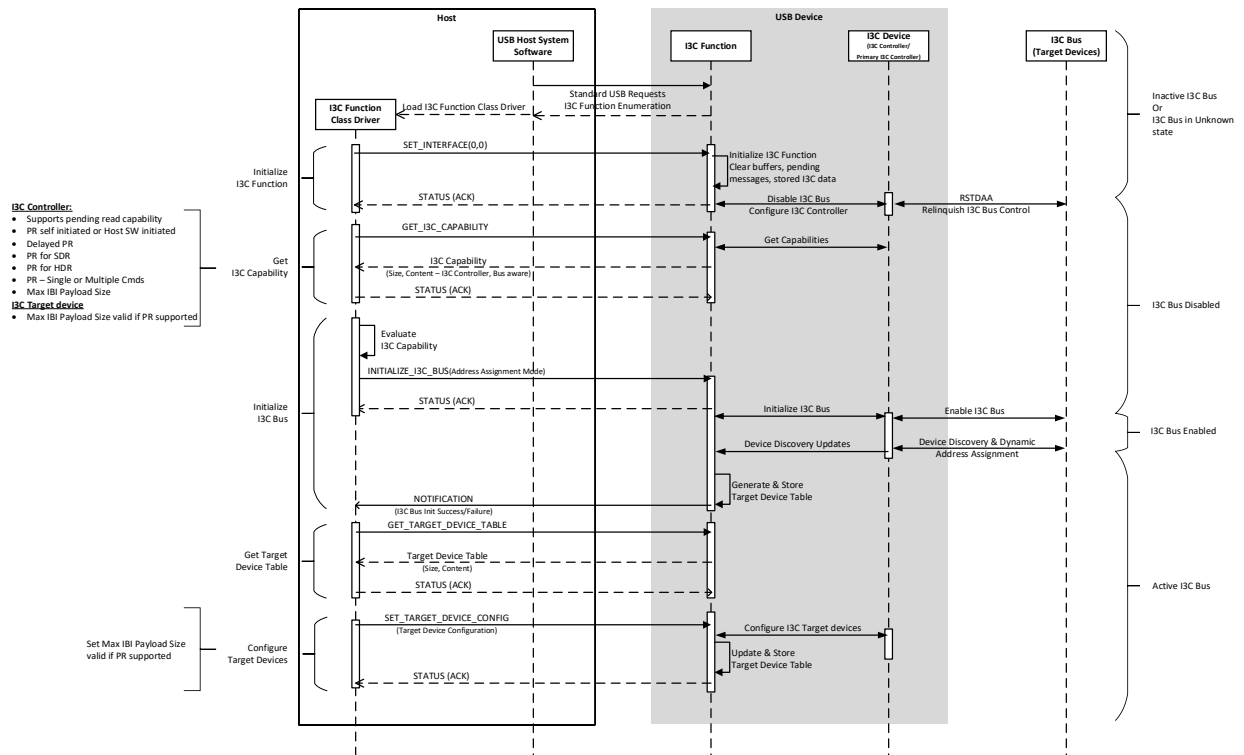 Host
USB Device
USB Host System
Software
I3C Function
I3C Device
(I3C Controller/
Primary I3C Controller)
I3C Bus
(Target Devices)
Standard USB Requests
I3C Function Enumeration
Load I3C Function Class Driver
I3C Function
Class Driver
Inactive I3C Bus
Or
I3C Bus in Unknown
state
SET_INTERFACE(0,0)
Initialize I3C Function
Clear buffers, pending
messages, stored I3C data
Initialize
I3C Function
STATUS (ACK)
Disable I3C Bus
Configure I3C Controller
RSTDAA
Relinquish I3C Bus Control
I3C Controller:
• Supports pending read capability
• PR self initiated or Host SW initiated
• Delayed PR
• PR for SDR
• PR for HDR
• PR – Single or Multiple Cmds
• Max IBI Payload Size
I3C Target device
• Max IBI Payload Size valid if PR supported
Get
I3C Capability
GET_I3C_CAPABILITY
Get Capabilities
I3C Capability
(Size, Content – I3C Controller, Bus aware)
STATUS (ACK)
I3C Bus Disabled
Evaluate
I3C Capability
INITIALIZE_I3C_BUS(Address Assignment Mode)
Initialize
I3C Bus
STATUS (ACK)
Initialize I3C Bus
Enable I3C Bus
I3C Bus Enabled
Device Discovery Updates
Device Discovery & Dynamic
Address Assignment
Generate & Store
Target Device Table
NOTIFICATION
(I3C Bus Init Success/Failure)
GET_TARGET_DEVICE_TABLE
Get Target
Device Table
Target Device Table
(Size, Content)
STATUS (ACK)
Active I3C Bus
SET_TARGET_DEVICE_CONFIG
(Target Device Configuration)
Configure I3C Target devices
Set Max IBI Payload Size
valid if PR supported
Configure
Target Devices
Update & Store
Target Device Table
STATUS (ACK)